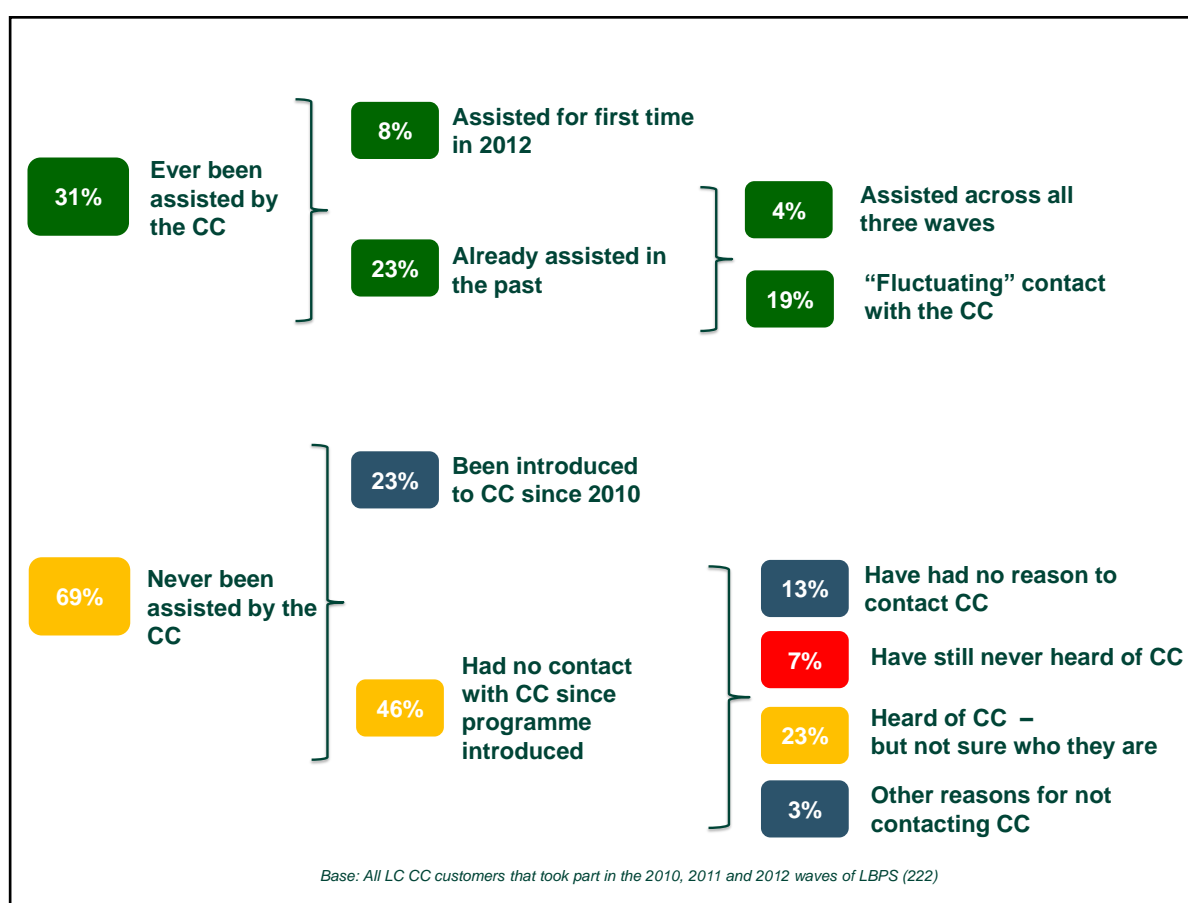 31%
Ever been
assisted by
the CC
8%
Assisted for first time
in 2012
23%
Already assisted in
the past
4%
Assisted across all
three waves
19%
“Fluctuating” contact
with the CC
69%
Never been
assisted by the
CC
23%
Been introduced
to CC since 2010
46%
Had no contact
with CC since
programme
introduced
13%
Have had no reason to
contact CC
7%
Have still never heard of CC
23%
Heard of CC –
but not sure who they are
3%
Other reasons for not
contacting CC
Base: All LC CC customers that took part in the 2010, 2011 and 2012 waves of LBPS (222)